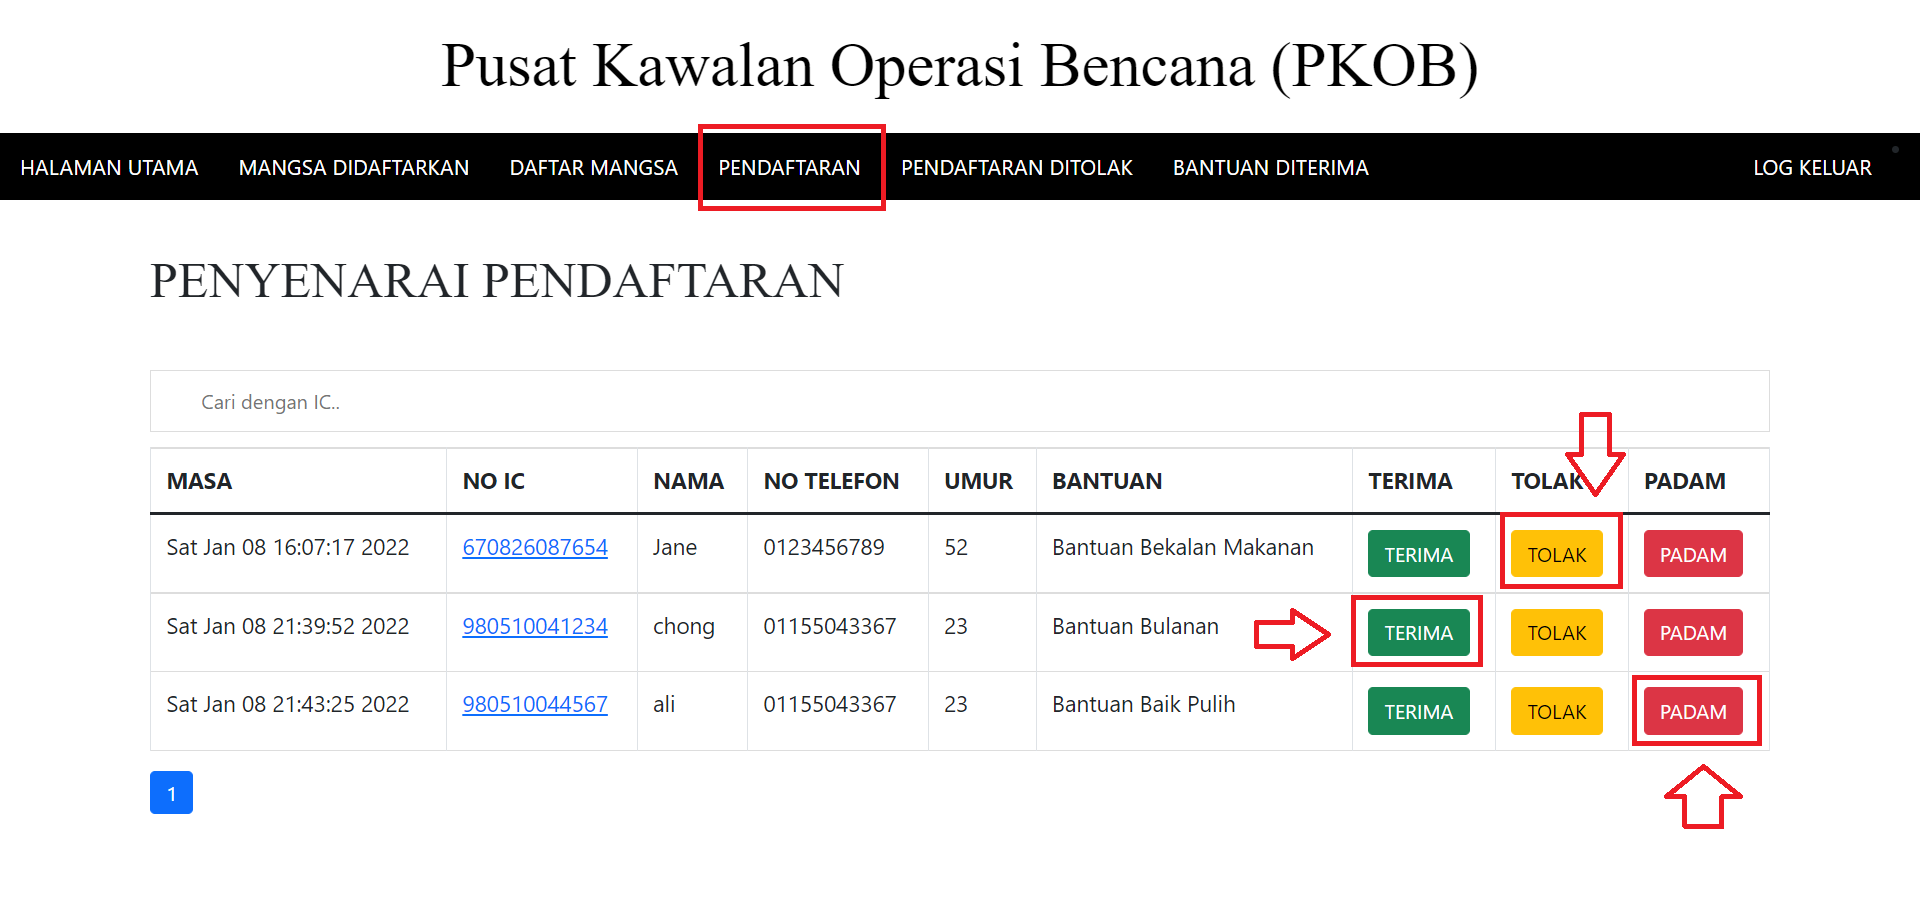 Pusat Kawalan Operasi Bencana (PKOB)
HALAMAN UTAMA MANGSA DIDAFTARKAN DAFTAR MANGSA PENDAFTARAN PENDAFTARAN DITOLAK BANTUAN DITERIMA LOG KELUAR
PENYENARAI PENDAFTARAN
Cari dengan IC..
MASA NO IC NAMA NO TELEFON UMUR BANTUAN TERIMA TOLAK PADAM
Sat Jan 08 16:07:17 2022 670826087654 Jane 0123456789 52 Bantuan Bekalan Makanan TERIMA TOLAK PADAM
Sat Jan 08 21:39:52 2022 980510041234 chong 01155043367 23 Bantuan Bulanan TERIMA TOLAK PADAM
Sat Jan 08 21:43:25 2022 980510044567 ali 01155043367 23 Bantuan Baik Pulih TERIMA TOLAK PADAM
1